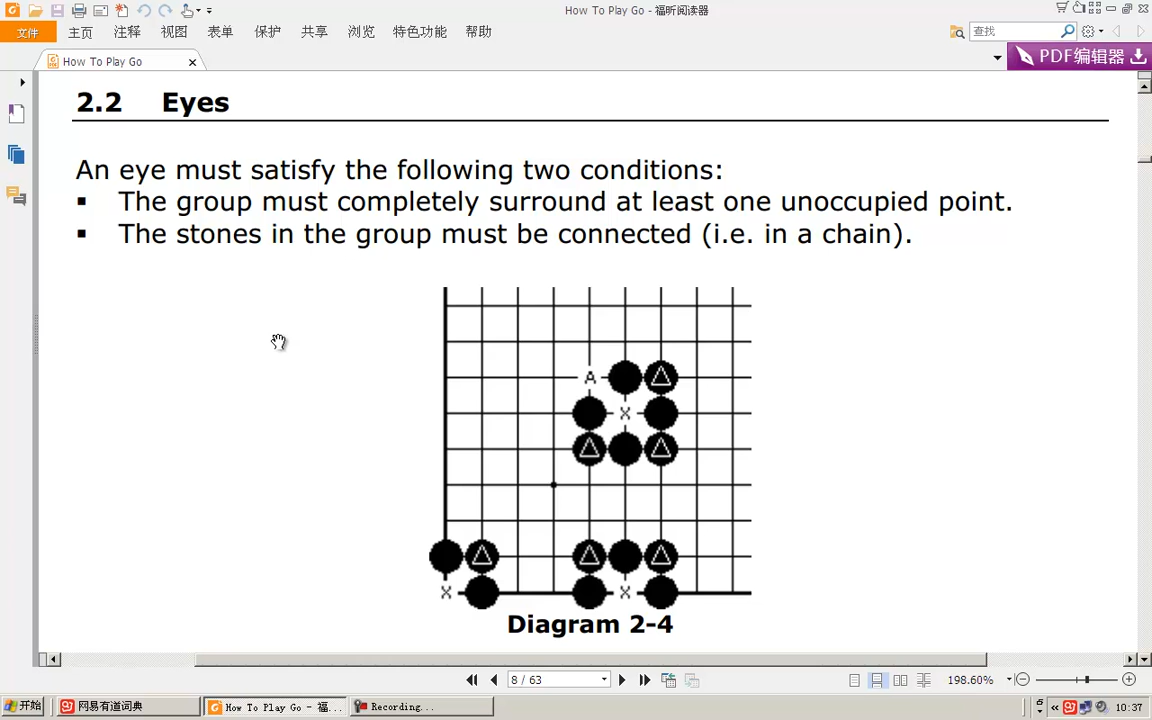 How To Play Go - 福昕阅读器
文件 主页 注释 视图 表单 保护 共享 浏览 特色功能 帮助
查找
How To Play Go
PDF编辑器
2.2 Eyes
An eye must satisfy the following two conditions:
▪ The group must completely surround at least one unoccupied point.
▪ The stones in the group must be connected (i.e. in a chain).
A
X
X X
Diagram 2-4
8 / 63
198.60%
开始 网易有道词典 How To Play Go - 福... Recording... 10:37